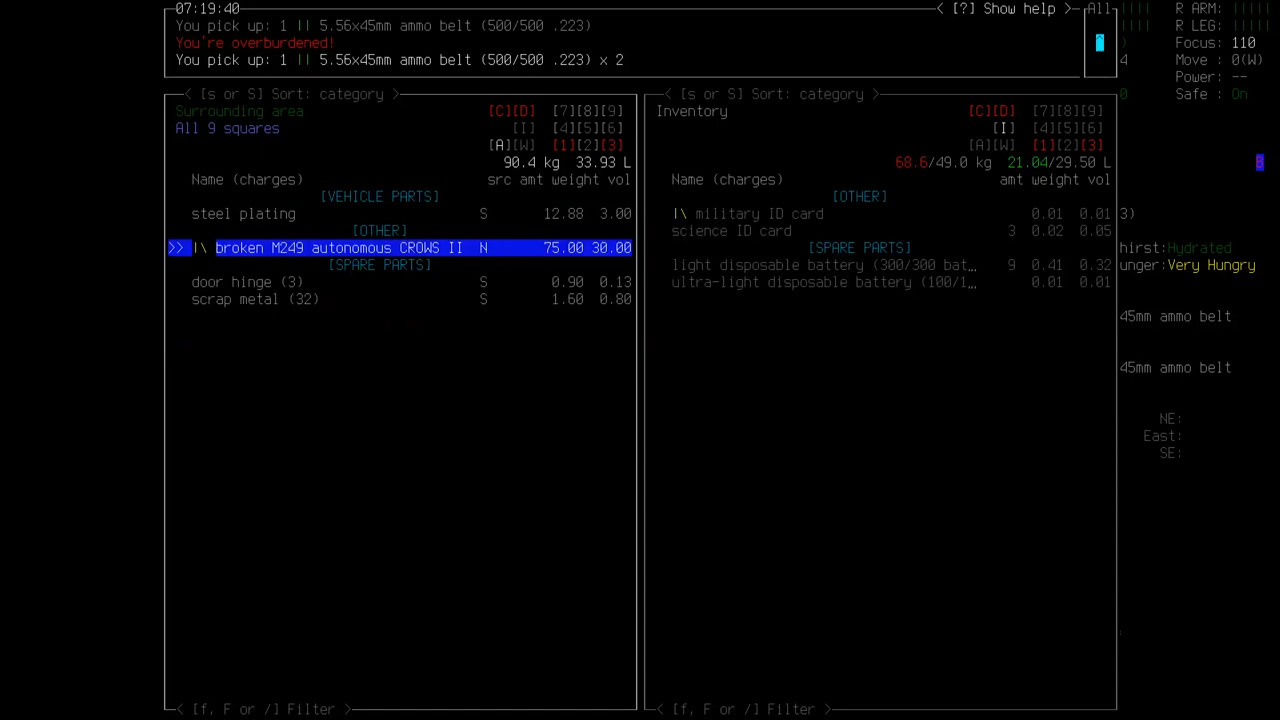 07:19:40 < [?] Show help > All R ARM: ||||
You pick up: 1 || 5.56x45mm ammo belt (500/500 .223) |||| R LEG: |||||
You're overburdened! ) Focus: 110
You pick up: 1 || 5.56x45mm ammo belt (500/500 .223) x 2 4 Move : 0(W)
Power: --
< [s or S] Sort: category > < [s or S] Sort: category > 0 Safe : On
Surrounding area [C][D] [7][8][9] Inventory [C][D] [7][8][9]
All 9 squares [I] [4][5][6] [I] [4][5][6]
[A][W] [1][2][3] [A][W] [1][2][3]
90.4 kg 33.93 L 68.6/49.0 kg 21.04/29.50 L
Name (charges) src amt weight vol Name (charges) amt weight vol
[VEHICLE PARTS] [OTHER]
steel plating S 12.88 3.00 |\ military ID card 0.01 0.01 3)
[OTHER] science ID card 3 0.02 0.05
>> |\ broken M249 autonomous CROWS II N 75.00 30.00 [SPARE PARTS] hirst:Hydrated
[SPARE PARTS] light disposable battery (300/300 bat… 9 0.41 0.32 unger:Very Hungry
door hinge (3) S 0.90 0.13 ultra-light disposable battery (100/1… 0.01 0.01
scrap metal (32) S 1.60 0.80
45mm ammo belt
45mm ammo belt
NE:
East:
SE:
< [f, F or /] Filter > < [f, F or /] Filter >